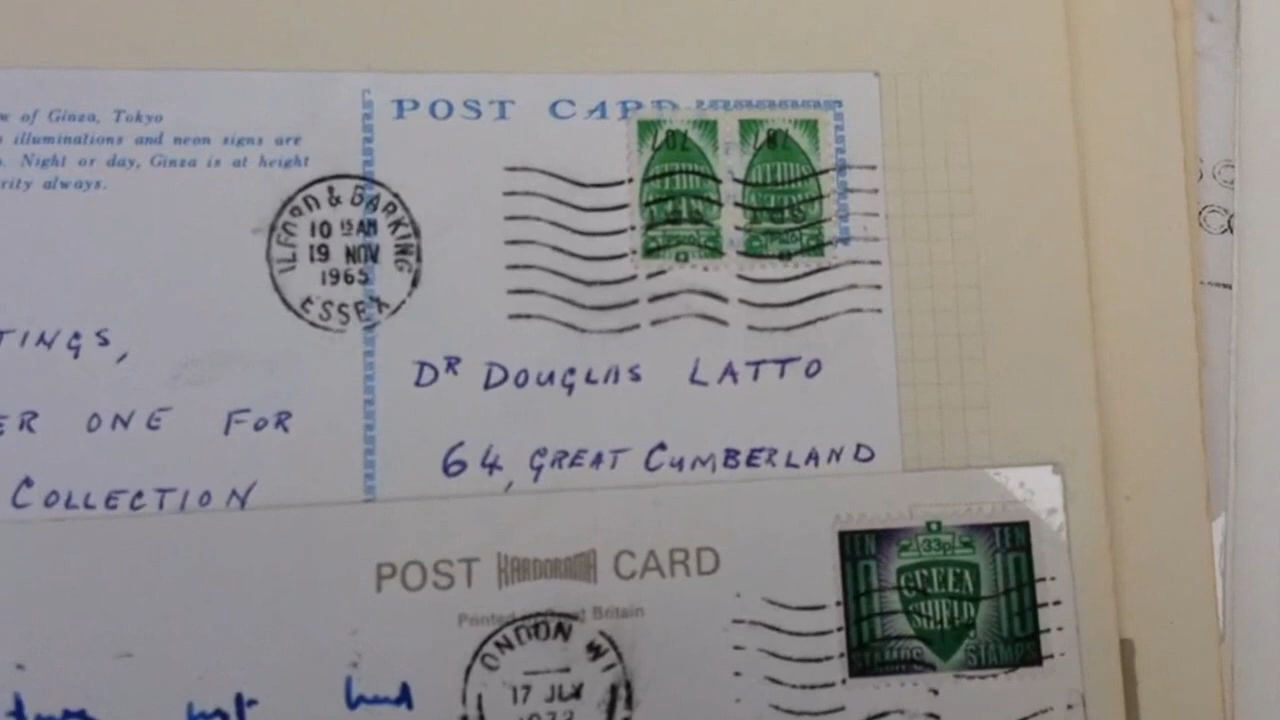 POST CARD
w of Ginza, Tokyo
s illuminations and neon signs are
o. Night or day, Ginza is at height
rity always.
ILFORD & BARKING
10 15 AM
19 NOV
1965
ESSEX
TINGS,
DR DOUGLAS LATTO
ER ONE FOR
64, GREAT CUMBERLAND
COLLECTION
POST KARDORAMA CARD
Printed in Great Britain
ONDON W1
17 JLY
TEN 33p TEN
GREEN
SHIELD
10 10
STAMPS STAMPS